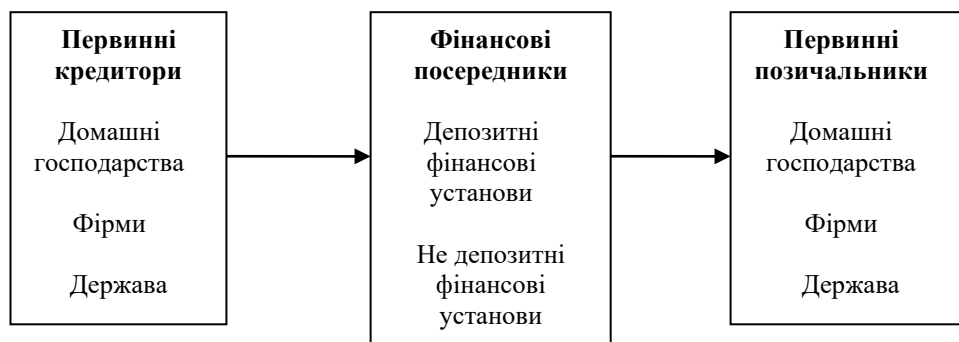 Первинні
кредитори
Домашні
господарства
Фірми
Держава
Фінансові
посередники
Депозитні
фінансові
установи
Не депозитні
фінансові
установи
Первинні
позичальники
Домашні
господарства
Фірми
Держава